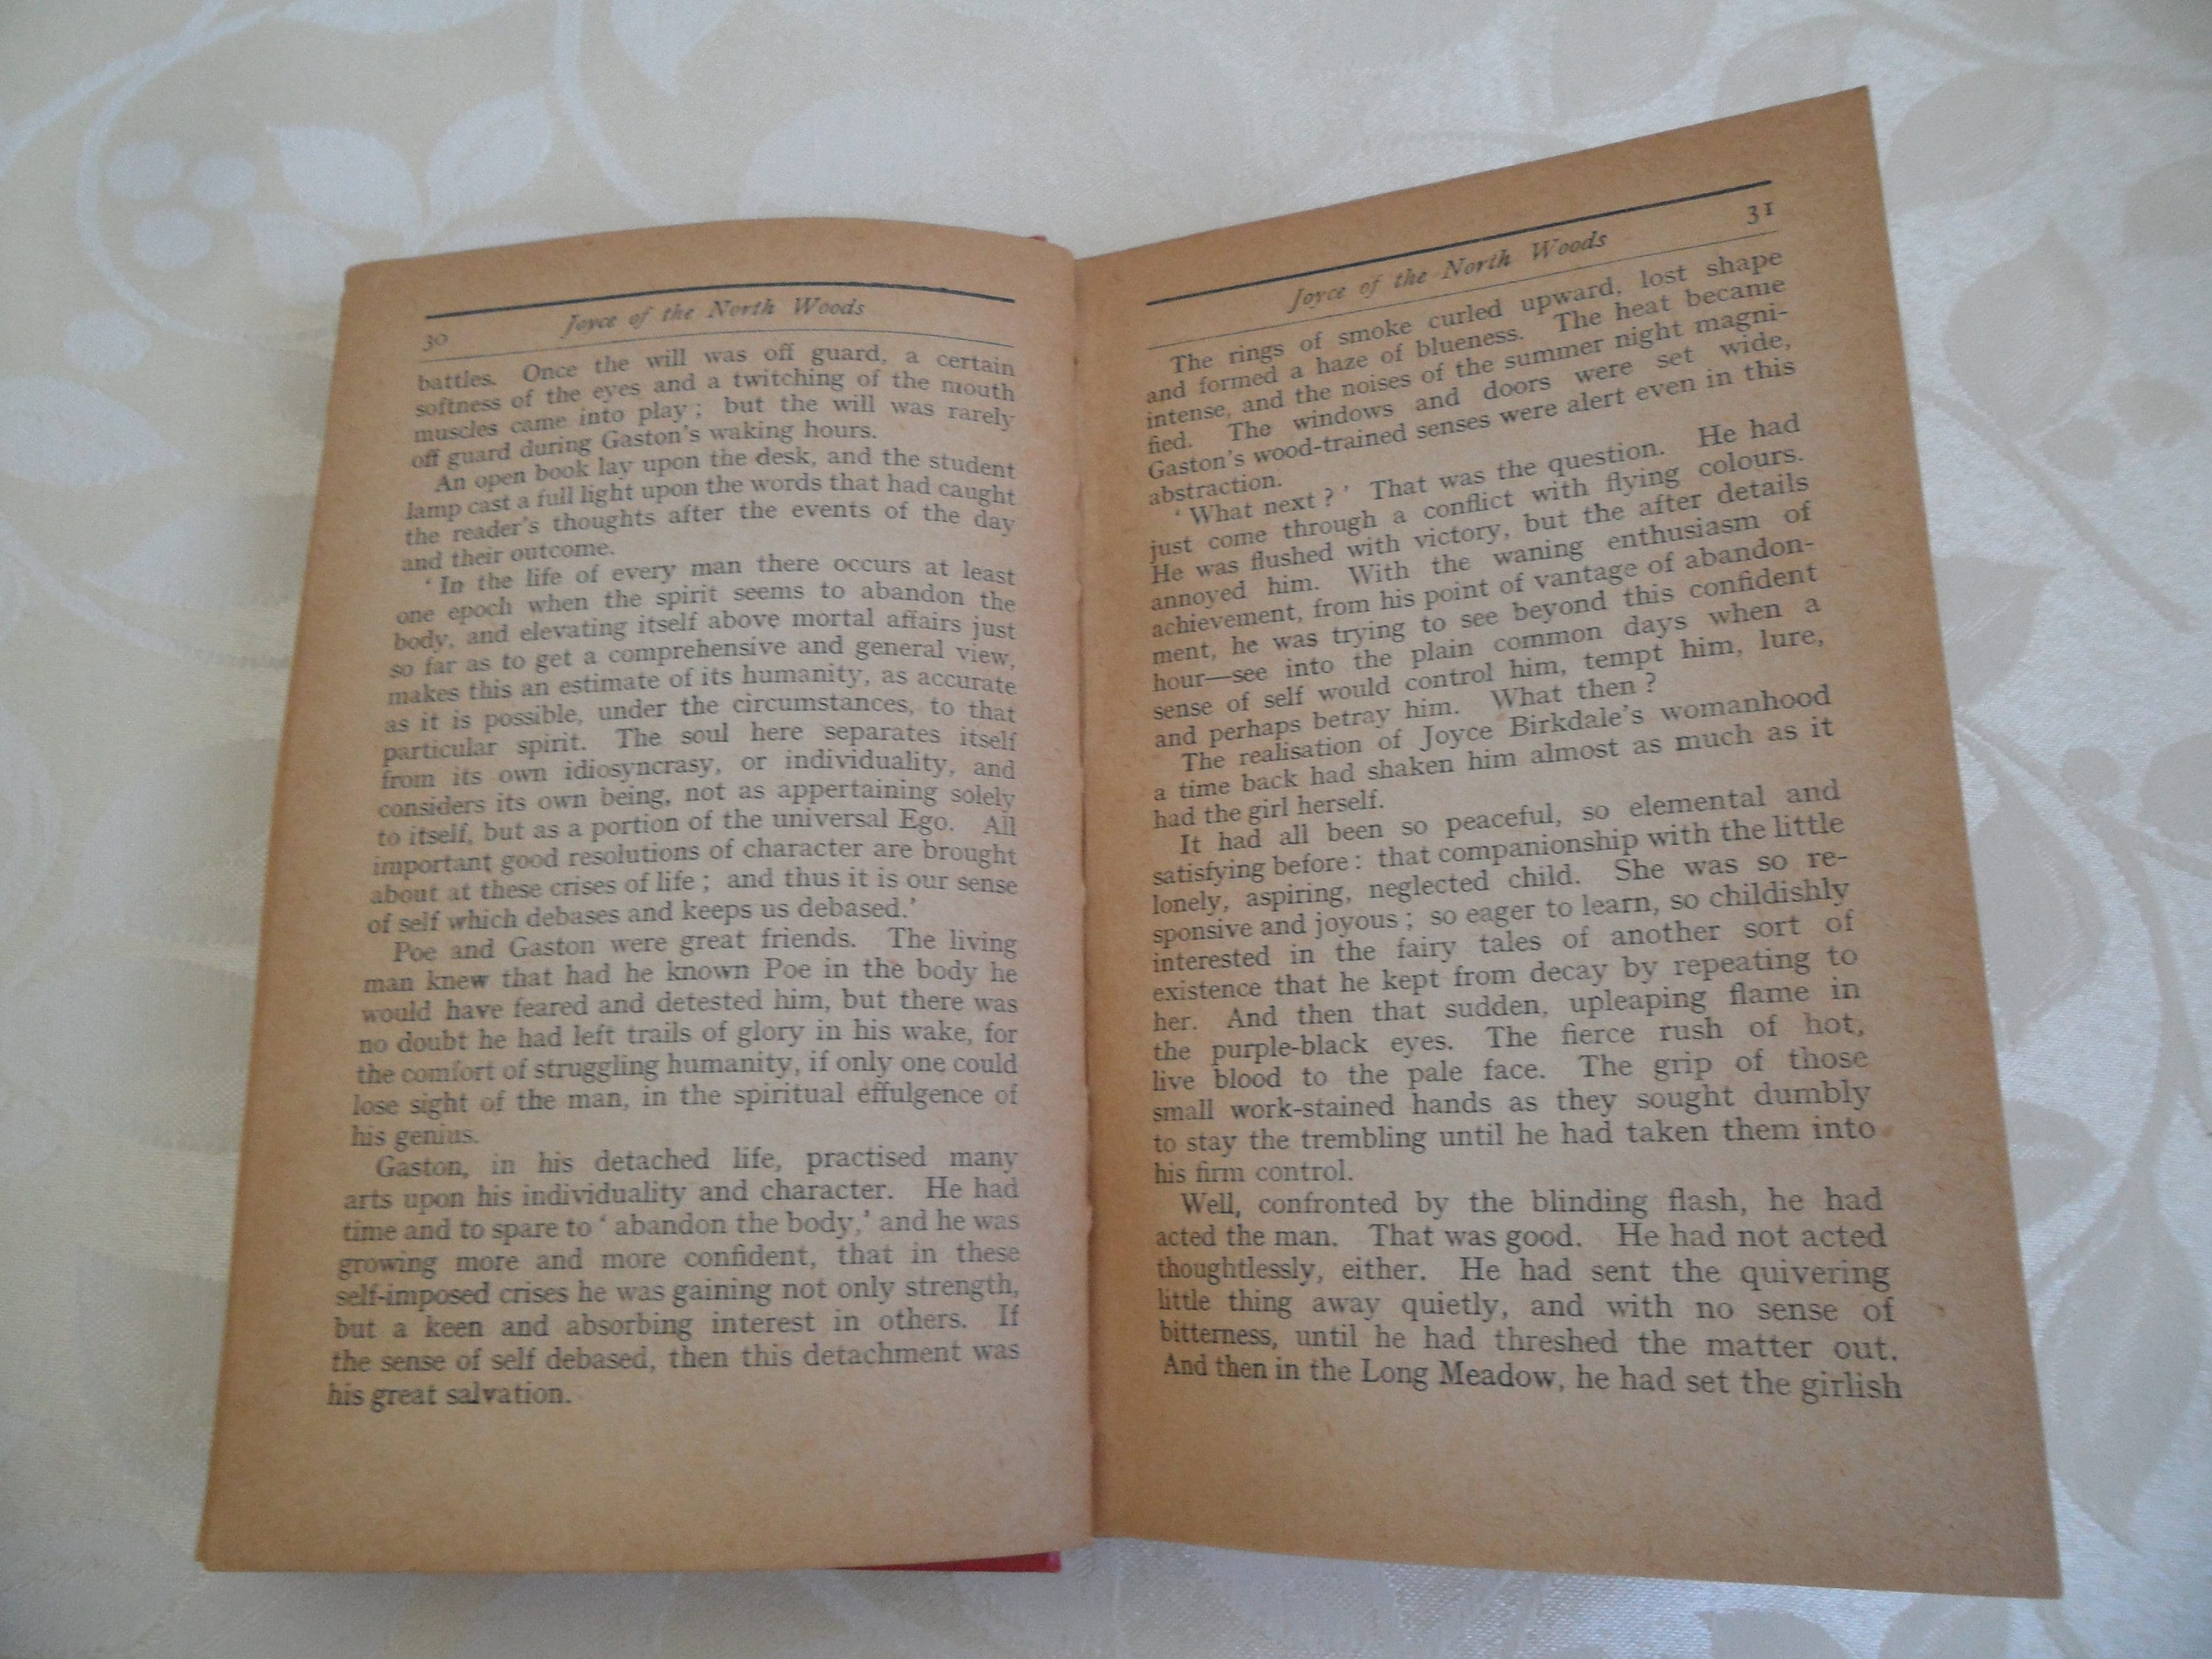 30
Joyce of the North Woods
battles. Once the will was off guard, a certain
softness of the eyes and a twitching of the mouth
muscles came into play ; but the will was rarely
off guard during Gaston's waking hours.
An open book lay upon the desk, and the student
lamp cast a full light upon the words that had caught
the reader's thoughts after the events of the day
and their outcome.
‘ In the life of every man there occurs at least
one epoch when the spirit seems to abandon the
body, and elevating itself above mortal affairs just
so far as to get a comprehensive and general view,
makes this an estimate of its humanity, as accurate
as it is possible, under the circumstances, to that
particular spirit. The soul here separates itself
from its own idiosyncrasy, or individuality, and
considers its own being, not as appertaining solely
to itself, but as a portion of the universal Ego. All
important good resolutions of character are brought
about at these crises of life ; and thus it is our sense
of self which debases and keeps us debased.’
Poe and Gaston were great friends. The living
man knew that had he known Poe in the body he
would have feared and detested him, but there was
no doubt he had left trails of glory in his wake, for
the comfort of struggling humanity, if only one could
lose sight of the man, in the spiritual effulgence of
his genius.
Gaston, in his detached life, practised many
arts upon his individuality and character. He had
time and to spare to ‘ abandon the body,’ and he was
growing more and more confident, that in these
self-imposed crises he was gaining not only strength,
but a keen and absorbing interest in others. If
the sense of self debased, then this detachment was
his great salvation.
Joyce of the North Woods
31
The rings of smoke curled upward, lost shape
and formed a haze of blueness. The heat became
intense, and the noises of the summer night magni-
fied. The windows and doors were set wide,
Gaston's wood-trained senses were alert even in this
abstraction.
‘ What next ? ’ That was the question. He had
just come through a conflict with flying colours.
He was flushed with victory, but the after details
annoyed him. With the waning enthusiasm of
achievement, from his point of vantage of abandon-
ment, he was trying to see beyond this confident
hour—see into the plain common days when a
sense of self would control him, tempt him, lure,
and perhaps betray him. What then ?
The realisation of Joyce Birkdale's womanhood
a time back had shaken him almost as much as it
had the girl herself.
It had all been so peaceful, so elemental and
satisfying before : that companionship with the little
lonely, aspiring, neglected child. She was so re-
sponsive and joyous ; so eager to learn, so childishly
interested in the fairy tales of another sort of
existence that he kept from decay by repeating to
her. And then that sudden, upleaping flame in
the purple-black eyes. The fierce rush of hot,
live blood to the pale face. The grip of those
small work-stained hands as they sought dumbly
to stay the trembling until he had taken them into
his firm control.
Well, confronted by the blinding flash, he had
acted the man. That was good. He had not acted
thoughtlessly, either. He had sent the quivering
little thing away quietly, and with no sense of
bitterness, until he had threshed the matter out.
And then in the Long Meadow, he had set the girlish